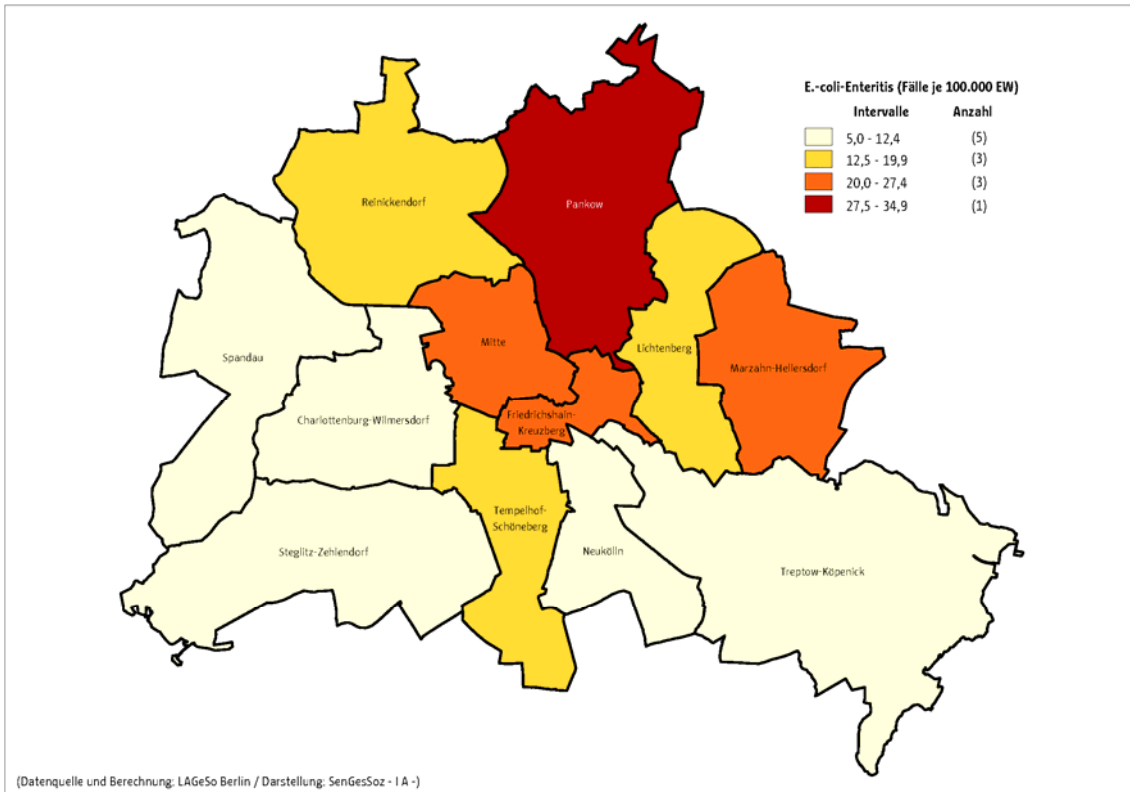 E.-coli-Enteritis (Fälle je 100.000 EW)
Intervalle Anzahl
5,0 - 12,4 (5)
12,5 - 19,9 (3)
20,0 - 27,4 (3)
27,5 - 34,9 (1)
Reinickendorf
Pankow
Spandau
Mitte
Lichtenberg
Marzahn-Hellersdorf
Charlottenburg-Wilmersdorf
Friedrichshain-
Kreuzberg
Tempelhof-
Schöneberg
Steglitz-Zehlendorf
Neukölln
Treptow-Köpenick
(Datenquelle und Berechnung: LAGeSo Berlin / Darstellung: SenGesSoz - I A -)